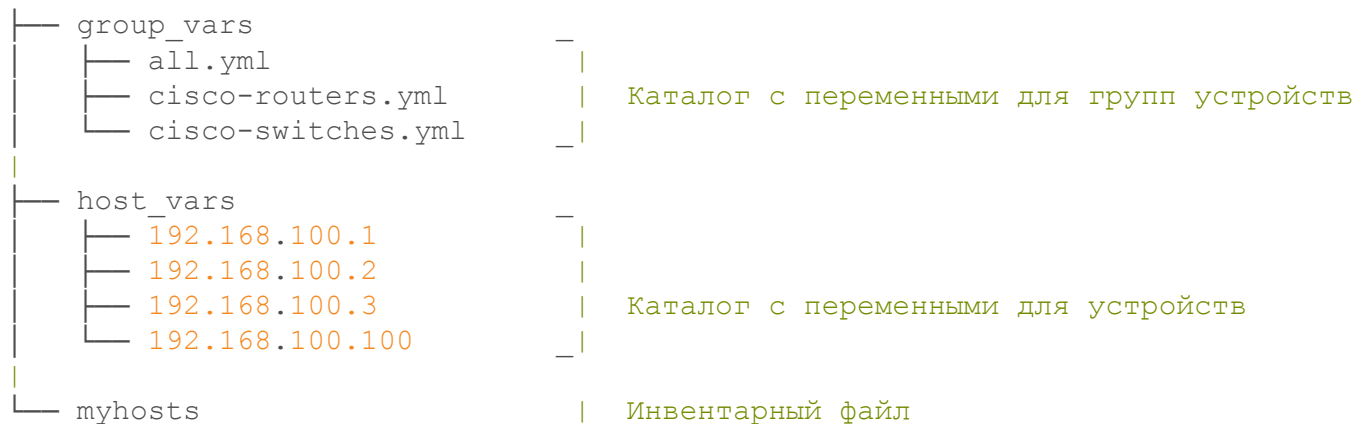 ├── group_vars                 _
│   ├── all.yml                 |
│   ├── cisco-routers.yml       |  Каталог с переменными для групп устройств
│   └── cisco-switches.yml     _|
|
├── host_vars                  _
│   ├── 192.168.100.1           |
│   ├── 192.168.100.2           |
│   ├── 192.168.100.3           |  Каталог с переменными для устройств
│   └── 192.168.100.100        _|
|
└── myhosts                     |  Инвентарный файл